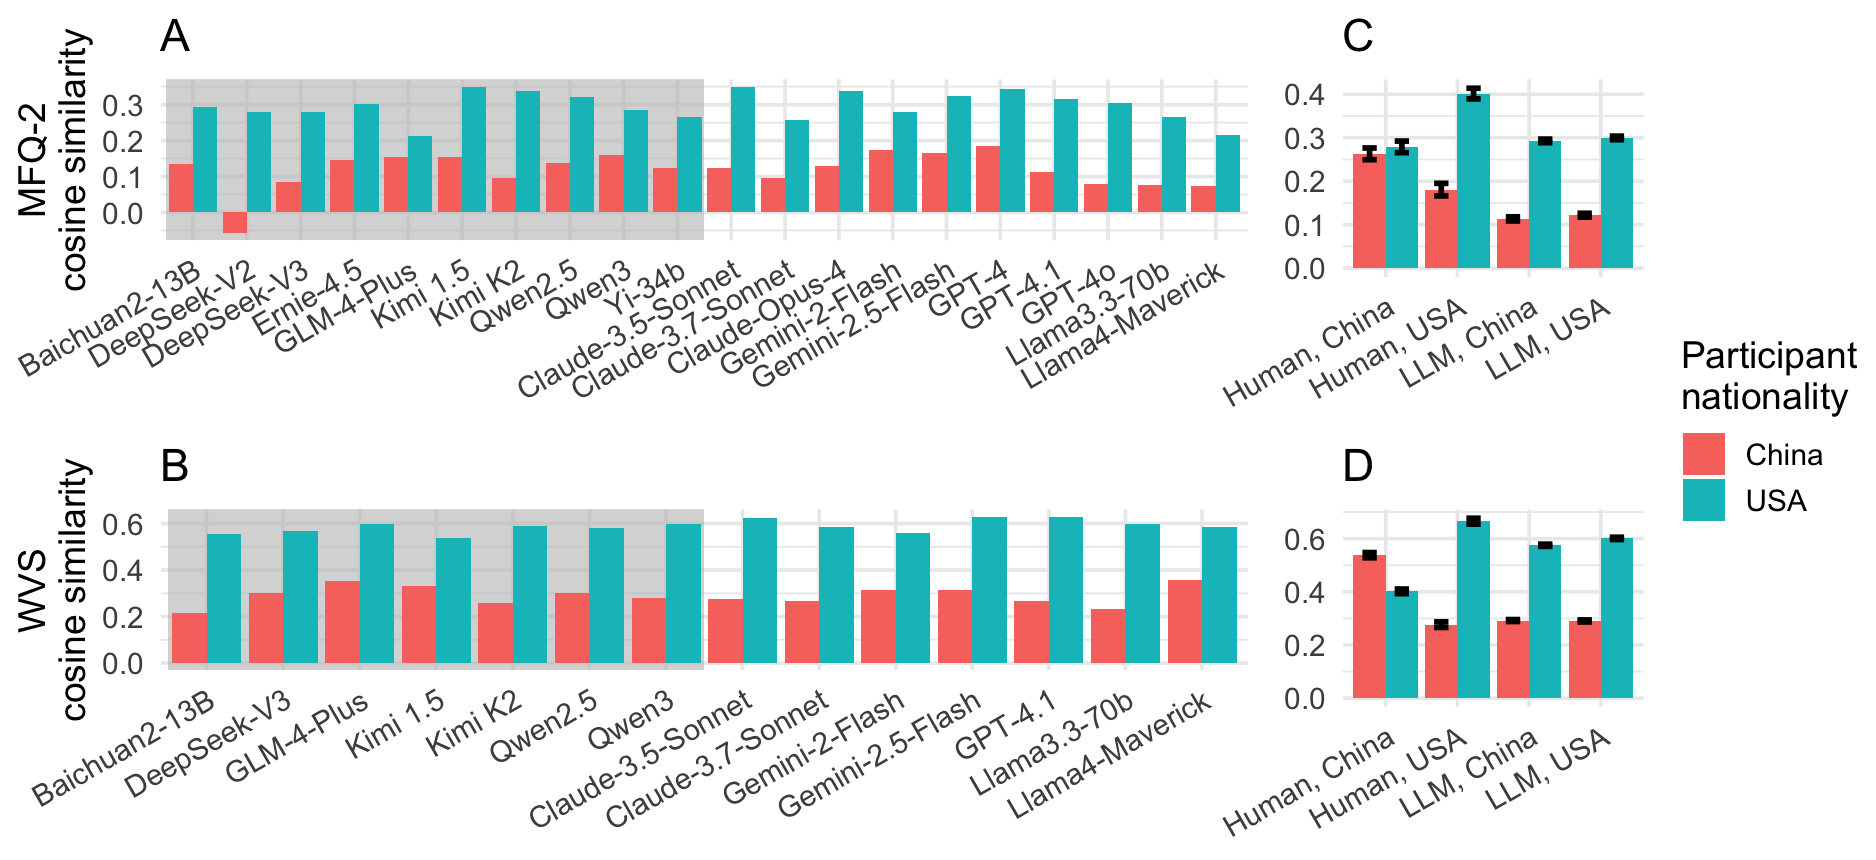 A
MFQ-2
cosine similarity
0.3
0.2
0.1
0.0
Baichuan2-13B
DeepSeek-V2
DeepSeek-V3
Ernie-4.5
GLM-4-Plus
Kimi 1.5
Kimi K2
Qwen2.5
Qwen3
Yi-34b
Claude-3.5-Sonnet
Claude-3.7-Sonnet
Claude-Opus-4
Gemini-2-Flash
Gemini-2.5-Flash
GPT-4
GPT-4.1
GPT-4o
Llama3.3-70b
Llama4-Maverick
C
0.4
0.3
0.2
0.1
0.0
Human, China
Human, USA
LLM, China
LLM, USA
B
WVS
cosine similarity
0.6
0.4
0.2
0.0
Baichuan2-13B
DeepSeek-V3
GLM-4-Plus
Kimi 1.5
Kimi K2
Qwen2.5
Qwen3
Claude-3.5-Sonnet
Claude-3.7-Sonnet
Gemini-2-Flash
Gemini-2.5-Flash
GPT-4.1
Llama3.3-70b
Llama4-Maverick
D
0.6
0.4
0.2
0.0
Human, China
Human, USA
LLM, China
LLM, USA
Participant
nationality
China
USA